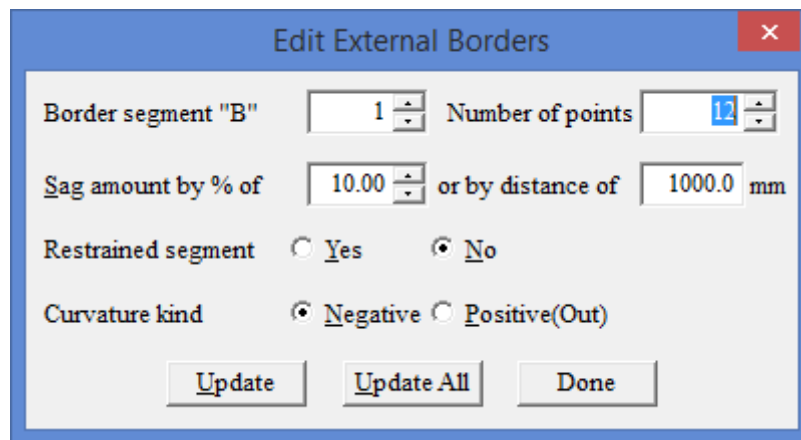 Edit External Borders
Border segment "B" 1 Number of points 12
Sag amount by % of 10.00 or by distance of 1000.0 mm
Restrained segment Yes No
Curvature kind Negative Positive(Out)
Update Update All Done